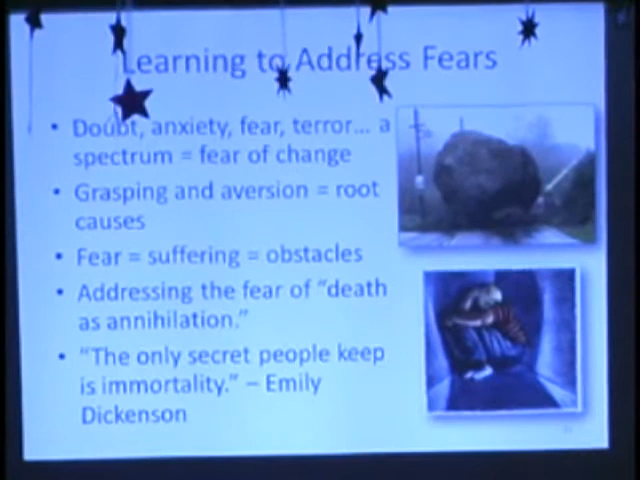 Learning to Address Fears
• Doubt, anxiety, fear, terror... a
spectrum = fear of change
• Grasping and aversion = root
causes
• Fear = suffering = obstacles
• Addressing the fear of "death
as annihilation."
• "The only secret people keep
is immortality." – Emily
Dickenson